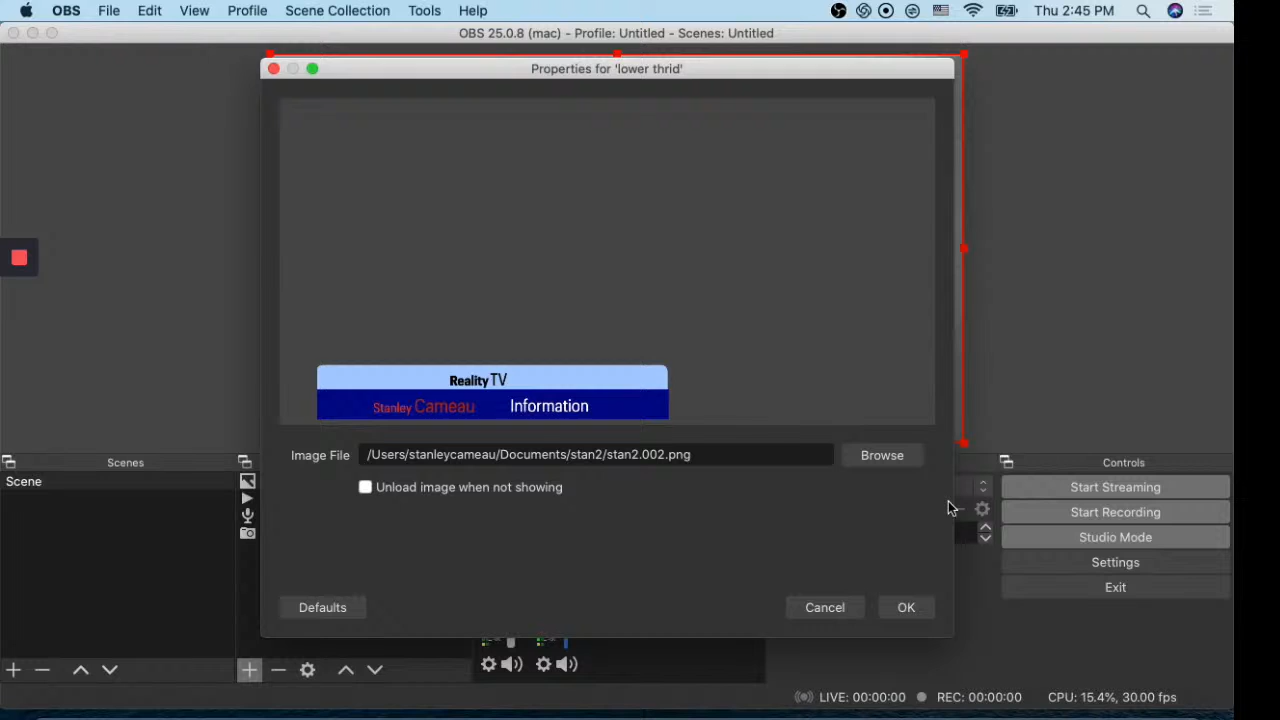 OBS File Edit View Profile Scene Collection Tools Help Thu 2:45 PM
OBS 25.0.8 (mac) - Profile: Untitled - Scenes: Untitled
Properties for 'lower thrid'
Reality TV
Stanley Cameau Information
Image File /Users/stanleycameau/Documents/stan2/stan2.002.png Browse
Unload image when not showing
Defaults Cancel OK
Scenes
Scene
Controls
Start Streaming
Start Recording
Studio Mode
Settings
Exit
LIVE: 00:00:00 REC: 00:00:00 CPU: 15.4%, 30.00 fps